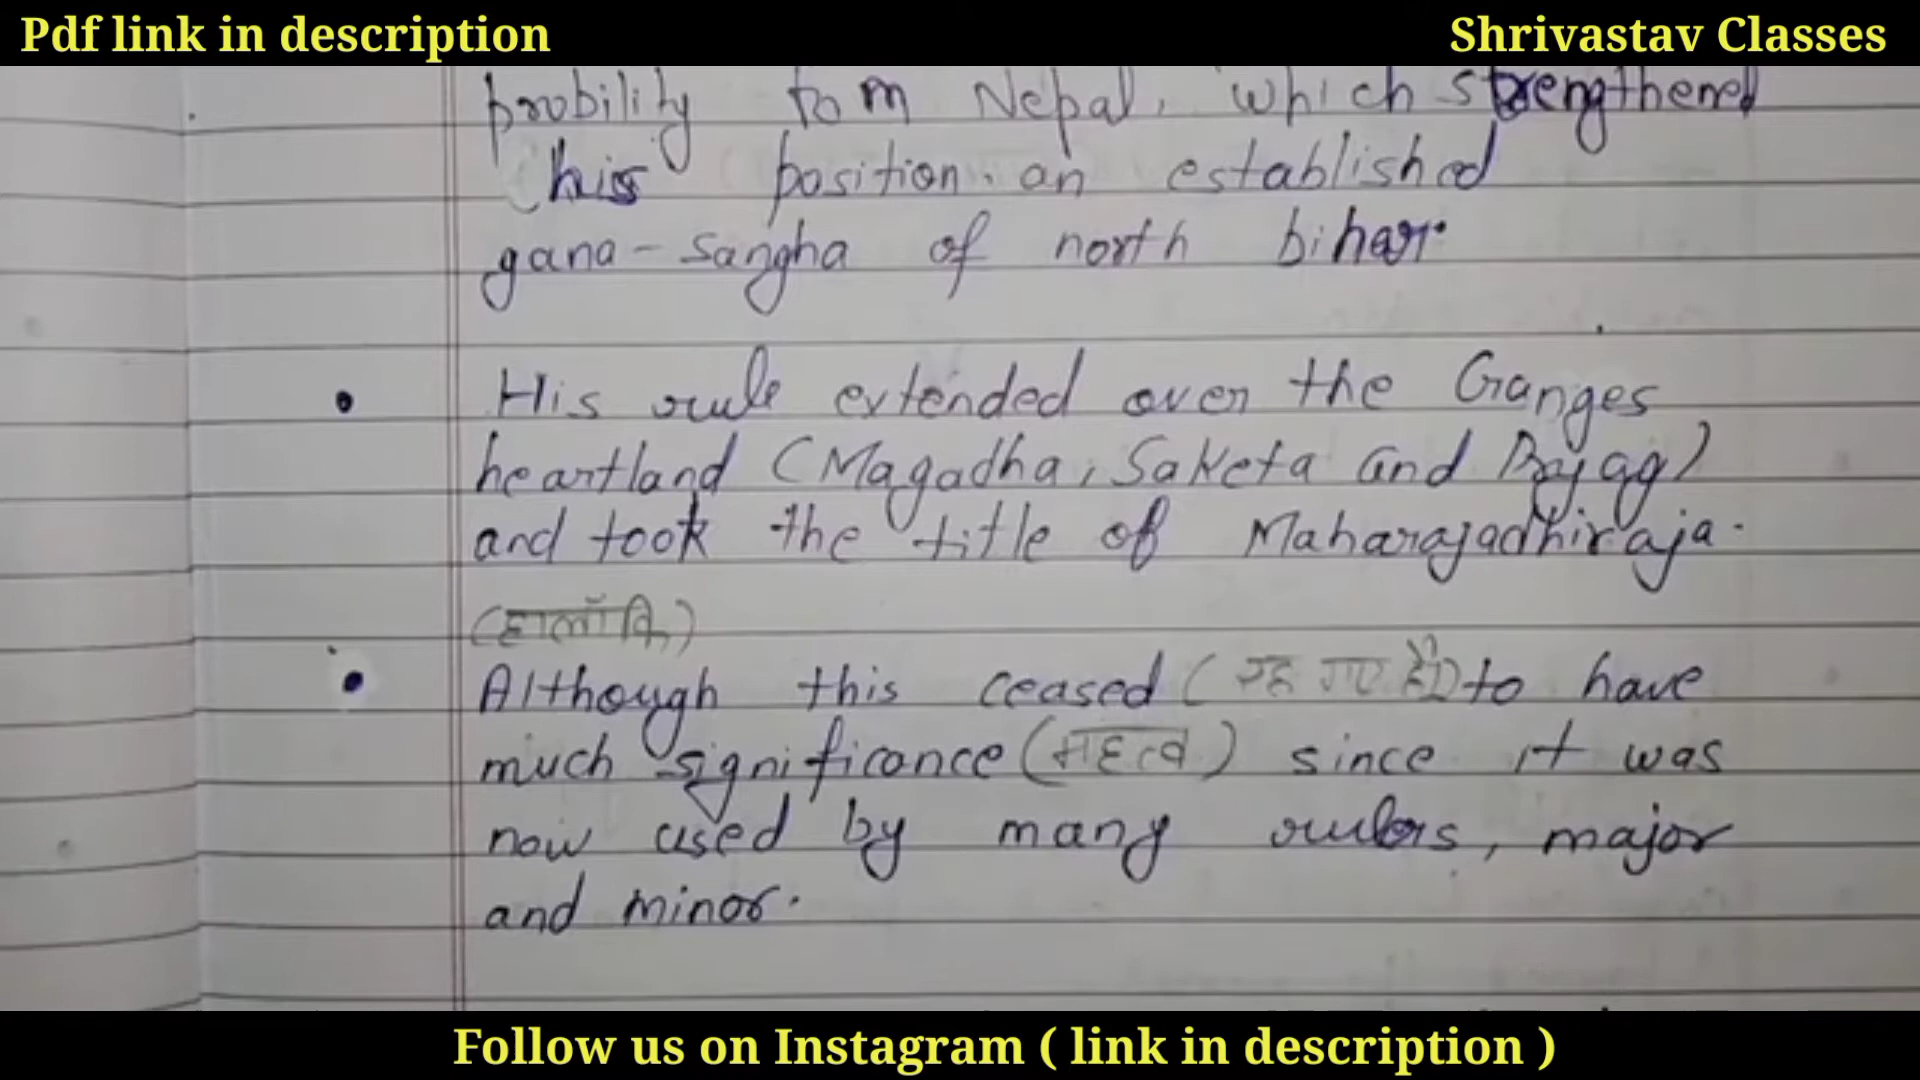 Pdf link in description
Shrivastav Classes
probility from Nepal, which strengthened
his position. an established
gana-sangha of north bihar.
His rule extended over the Ganges
heartland (Magadha, Saketa and
and took the title of Maharajadhiraja.
(हालाँकि)
Although this ceased (रह गए हैं) to have
much significance (महत्व) since it was
now used by many rulers, major
and minor.
Follow us on Instagram ( link in description )